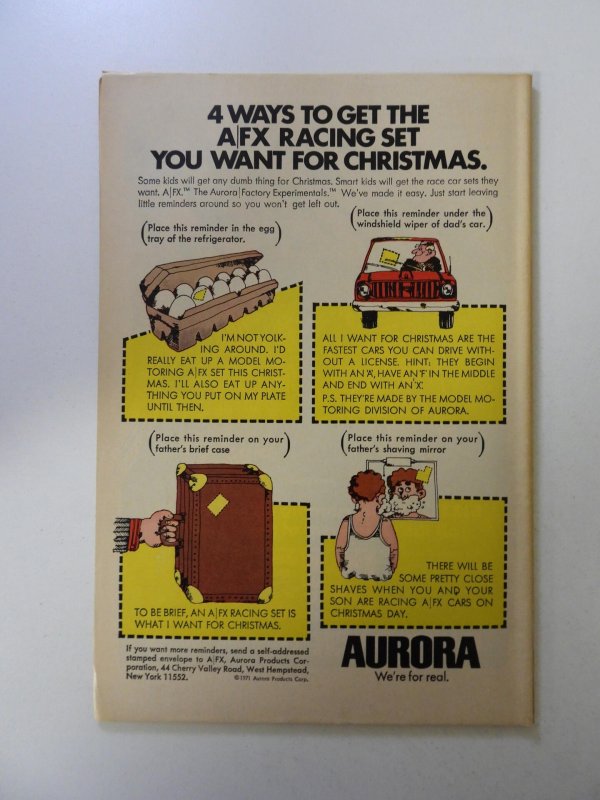 4 WAYS TO GET THE
A|FX RACING SET
YOU WANT FOR CHRISTMAS.
Some kids will get any dumb thing for Christmas. Smart kids will get the race car sets they
want. A|FX.™ The Aurora|Factory Experimentals.™ We've made it easy. Just start leaving
little reminders around so you won't get left out.
(Place this reminder in the egg
tray of the refrigerator.)
I'M NOT YOLK-
ING AROUND. I'D
REALLY EAT UP A MODEL MO-
TORING A|FX SET THIS CHRIST-
MAS. I'LL ALSO EAT UP ANY-
THING YOU PUT ON MY PLATE
UNTIL THEN.
(Place this reminder under the
windshield wiper of dad's car.)
ALL I WANT FOR CHRISTMAS ARE THE
FASTEST CARS YOU CAN DRIVE WITH-
OUT A LICENSE. HINT: THEY BEGIN
WITH AN 'A', HAVE AN 'F' IN THE MIDDLE
AND END WITH AN 'X'.
P.S. THEY'RE MADE BY THE MODEL MO-
TORING DIVISION OF AURORA.
(Place this reminder on your
father's brief case)
TO BE BRIEF, AN A|FX RACING SET IS
WHAT I WANT FOR CHRISTMAS.
(Place this reminder on your
father's shaving mirror)
THERE WILL BE
SOME PRETTY CLOSE
SHAVES WHEN YOU AND YOUR
SON ARE RACING A|FX CARS ON
CHRISTMAS DAY.
If you want more reminders, send a self-addressed
stamped envelope to A|FX, Aurora Products Cor-
poration, 44 Cherry Valley Road, West Hempstead,
New York 11552.
©1971 Aurora Products Corp.
AURORA
We're for real.